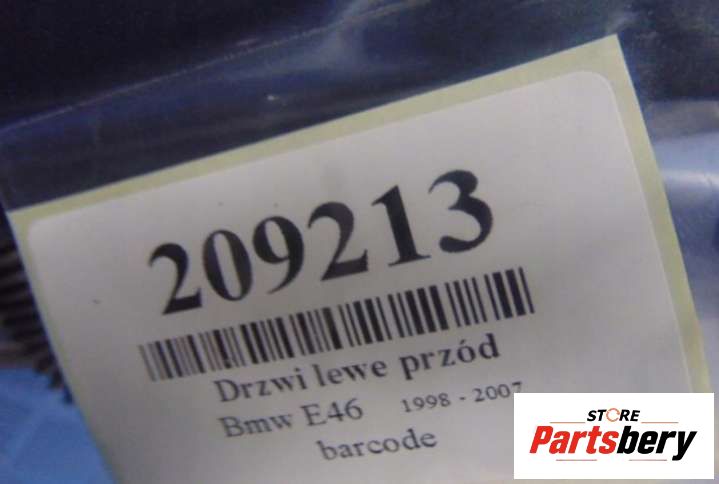 209213
Drzwi lewe przód
Bmw E46 1998 - 2007
barcode
STORE
Partsbery